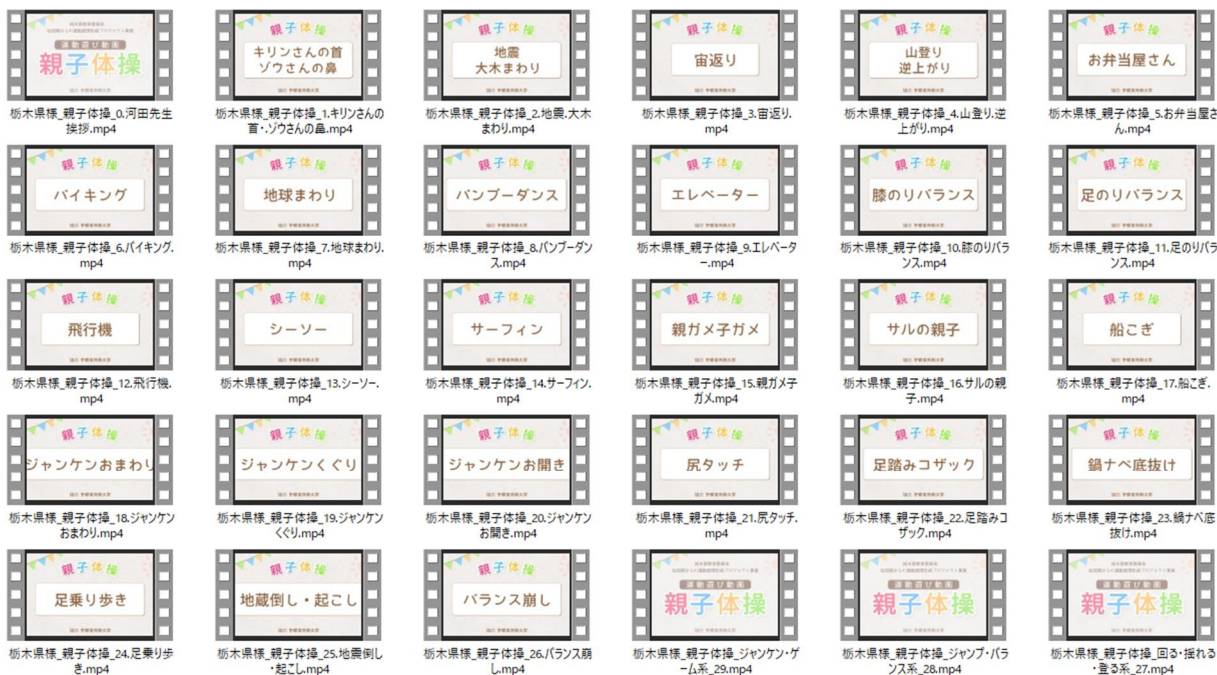 運動遊び動画
親子体操
栃木県様_親子体操_0.河田先生
挨拶.mp4
親子体操
キリンさんの首
ゾウさんの鼻
栃木県様_親子体操_1.キリンさんの
首・.ゾウさんの鼻.mp4
親子体操
地震
大木まわり
栃木県様_親子体操_2.地震.大木
まわり.mp4
親子体操
宙返り
栃木県様_親子体操_3.宙返り.
mp4
親子体操
山登り
逆上がり
栃木県様_親子体操_4.山登り.逆
上がり.mp4
親子体操
お弁当屋さん
栃木県様_親子体操_5.お弁当屋さ
ん.mp4
親子体操
バイキング
栃木県様_親子体操_6.バイキング.
mp4
親子体操
地球まわり
栃木県様_親子体操_7.地球まわり.
mp4
親子体操
バンブーダンス
栃木県様_親子体操_8.バンブーダン
ス.mp4
親子体操
エレベーター
栃木県様_親子体操_9.エレベータ
ー.mp4
親子体操
膝のりバランス
栃木県様_親子体操_10.膝のりバラ
ンス.mp4
親子体操
足のりバランス
栃木県様_親子体操_11.足のりバラ
ンス.mp4
親子体操
飛行機
栃木県様_親子体操_12.飛行機.
mp4
親子体操
シーソー
栃木県様_親子体操_13.シーソー.
mp4
親子体操
サーフィン
栃木県様_親子体操_14.サーフィン.
mp4
親子体操
親ガメ子ガメ
栃木県様_親子体操_15.親ガメ子
ガメ.mp4
親子体操
サルの親子
栃木県様_親子体操_16.サルの親
子.mp4
親子体操
船こぎ
栃木県様_親子体操_17.船こぎ.
mp4
親子体操
ジャンケンおまわり
栃木県様_親子体操_18.ジャンケン
おまわり.mp4
親子体操
ジャンケンくぐり
栃木県様_親子体操_19.ジャンケン
くぐり.mp4
親子体操
ジャンケンお開き
栃木県様_親子体操_20.ジャンケン
お開き.mp4
親子体操
尻タッチ
栃木県様_親子体操_21.尻タッチ.
mp4
親子体操
足踏みコザック
栃木県様_親子体操_22.足踏みコ
ザック.mp4
親子体操
鍋ナベ底抜け
栃木県様_親子体操_23.鍋ナベ底
抜け.mp4
親子体操
足乗り歩き
栃木県様_親子体操_24.足乗り歩
き.mp4
親子体操
地蔵倒し・起こし
栃木県様_親子体操_25.地震倒し
・起こし.mp4
親子体操
バランス崩し
栃木県様_親子体操_26.バランス崩
し.mp4
運動遊び動画
親子体操
栃木県様_親子体操_ジャンケン・ゲ
ーム系_29.mp4
運動遊び動画
親子体操
栃木県様_親子体操_ジャンプ・バラ
ンス系_28.mp4
運動遊び動画
親子体操
栃木県様_親子体操_回る・揺れる
・登る系_27.mp4